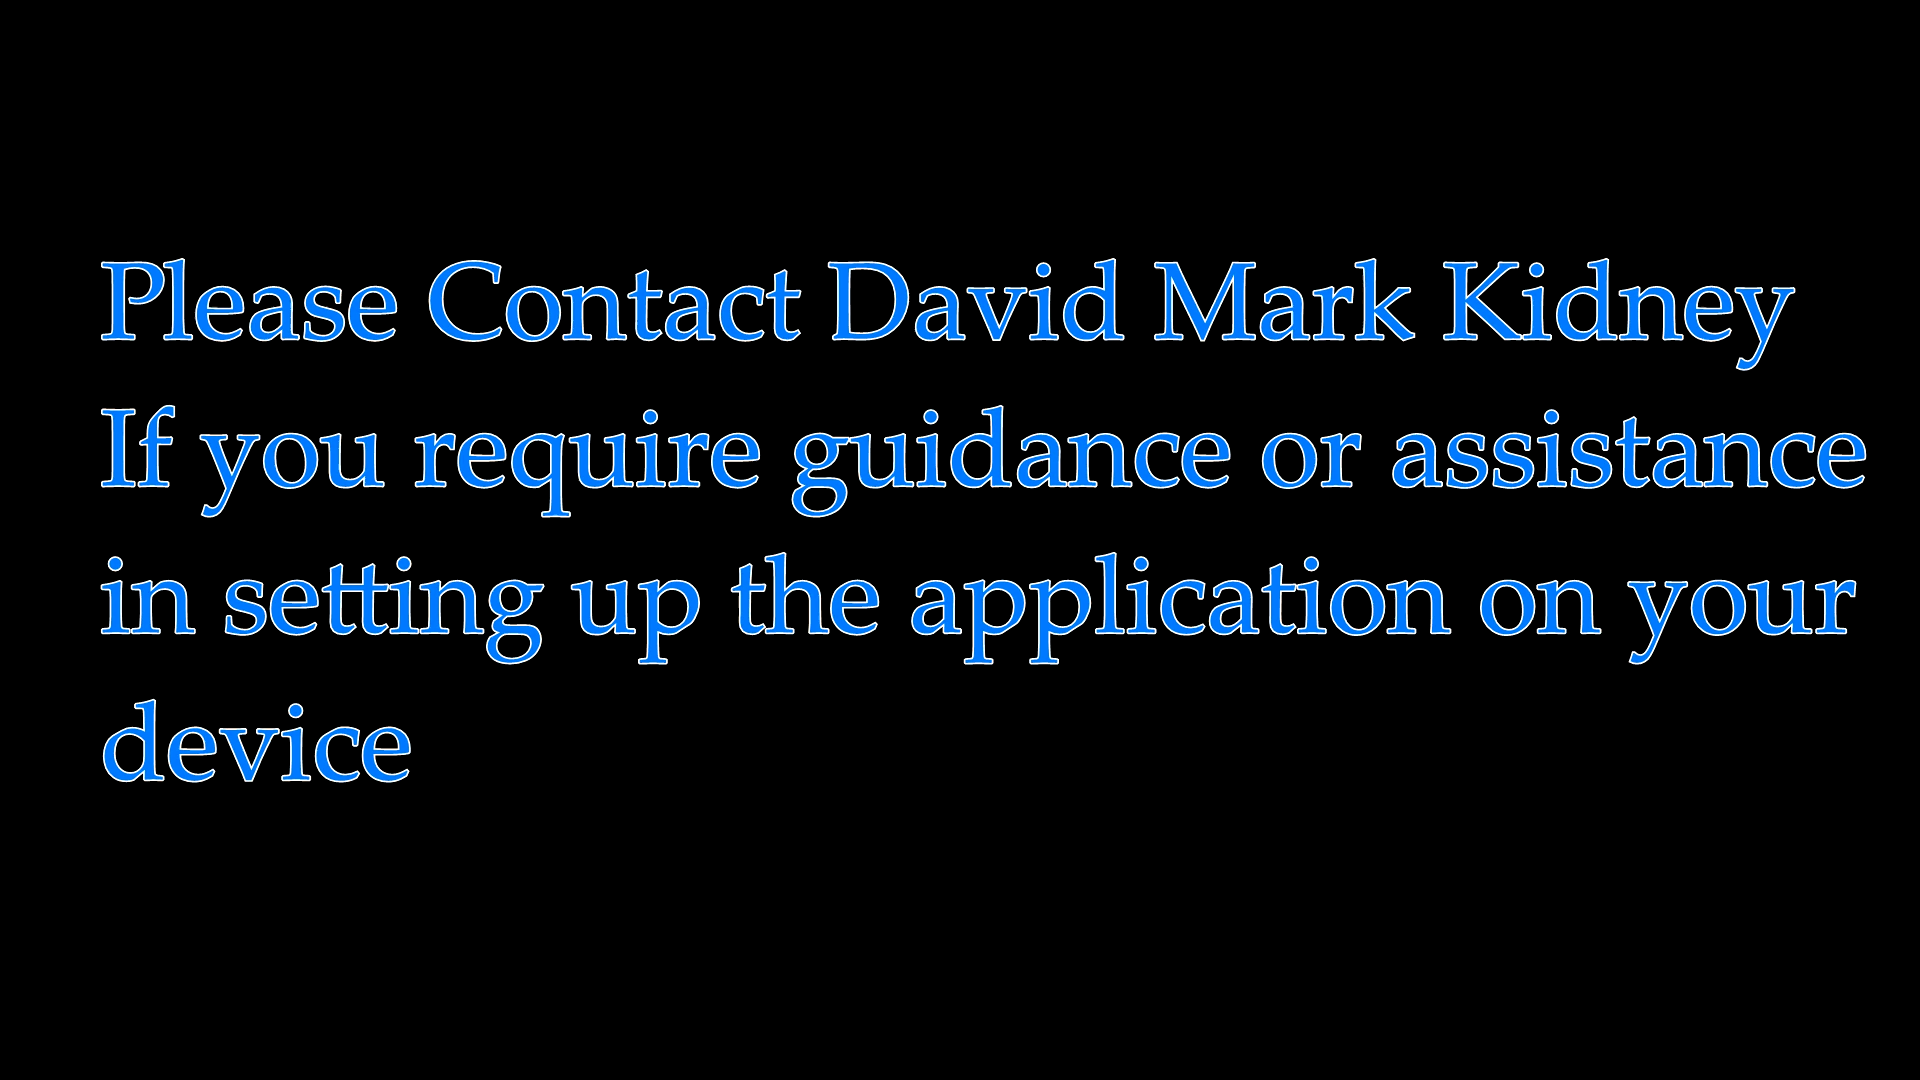 Please Contact David Mark Kidney
If you require guidance or assistance
in setting up the application on your
device